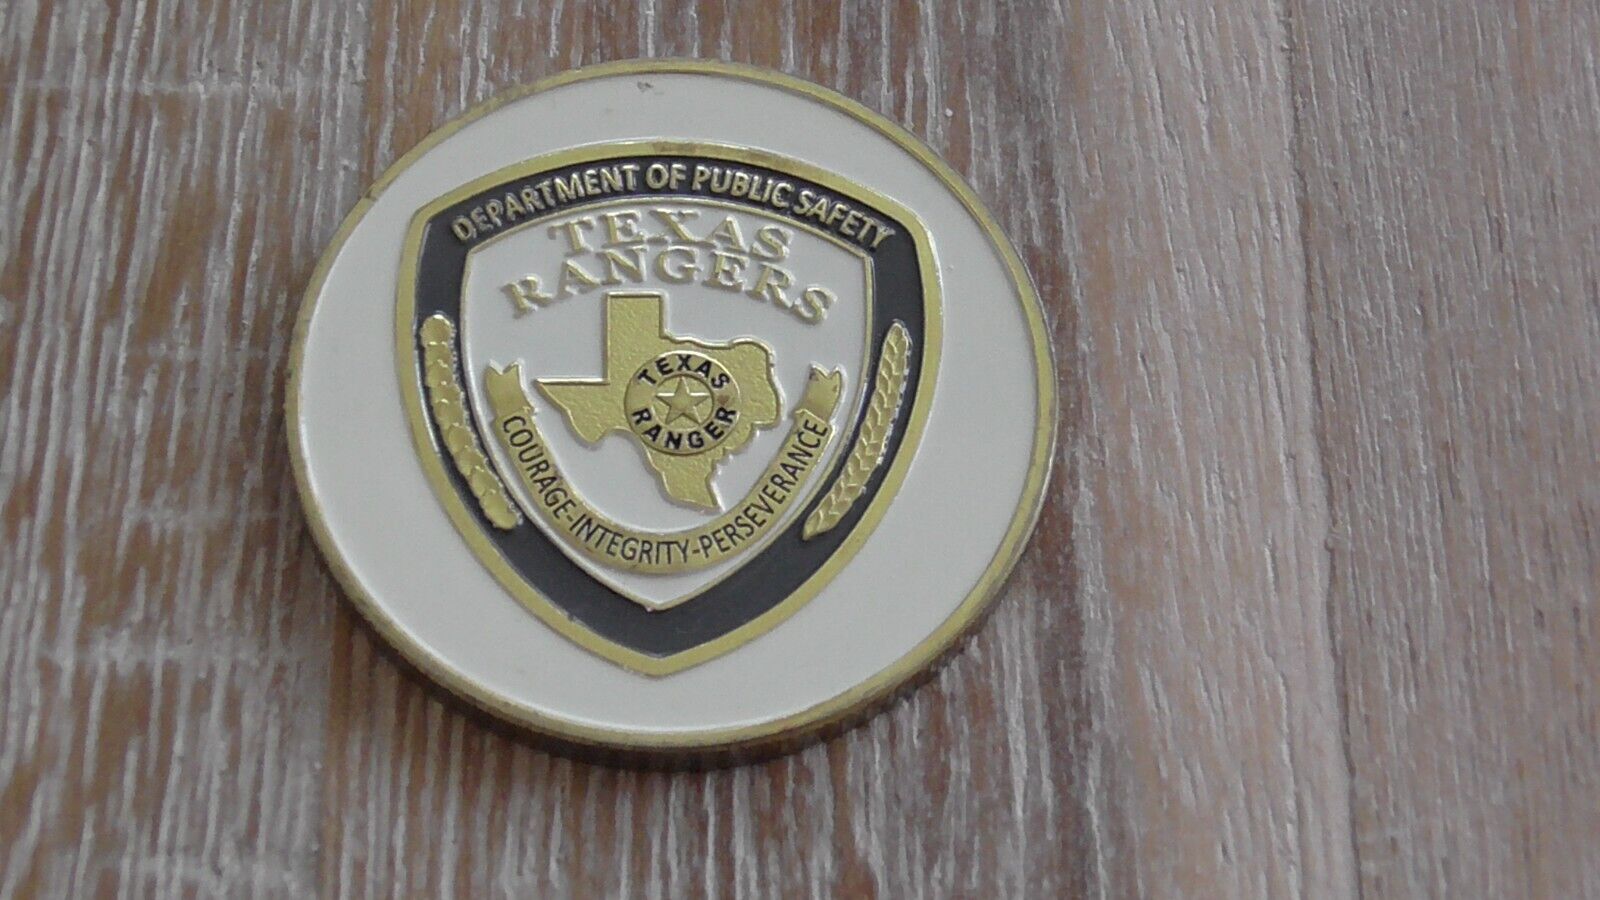 DEPARTMENT OF PUBLIC SAFETY
TEXAS
RANGERS
TEXAS
RANGER
COURAGE-INTEGRITY-PERSEVERANCE